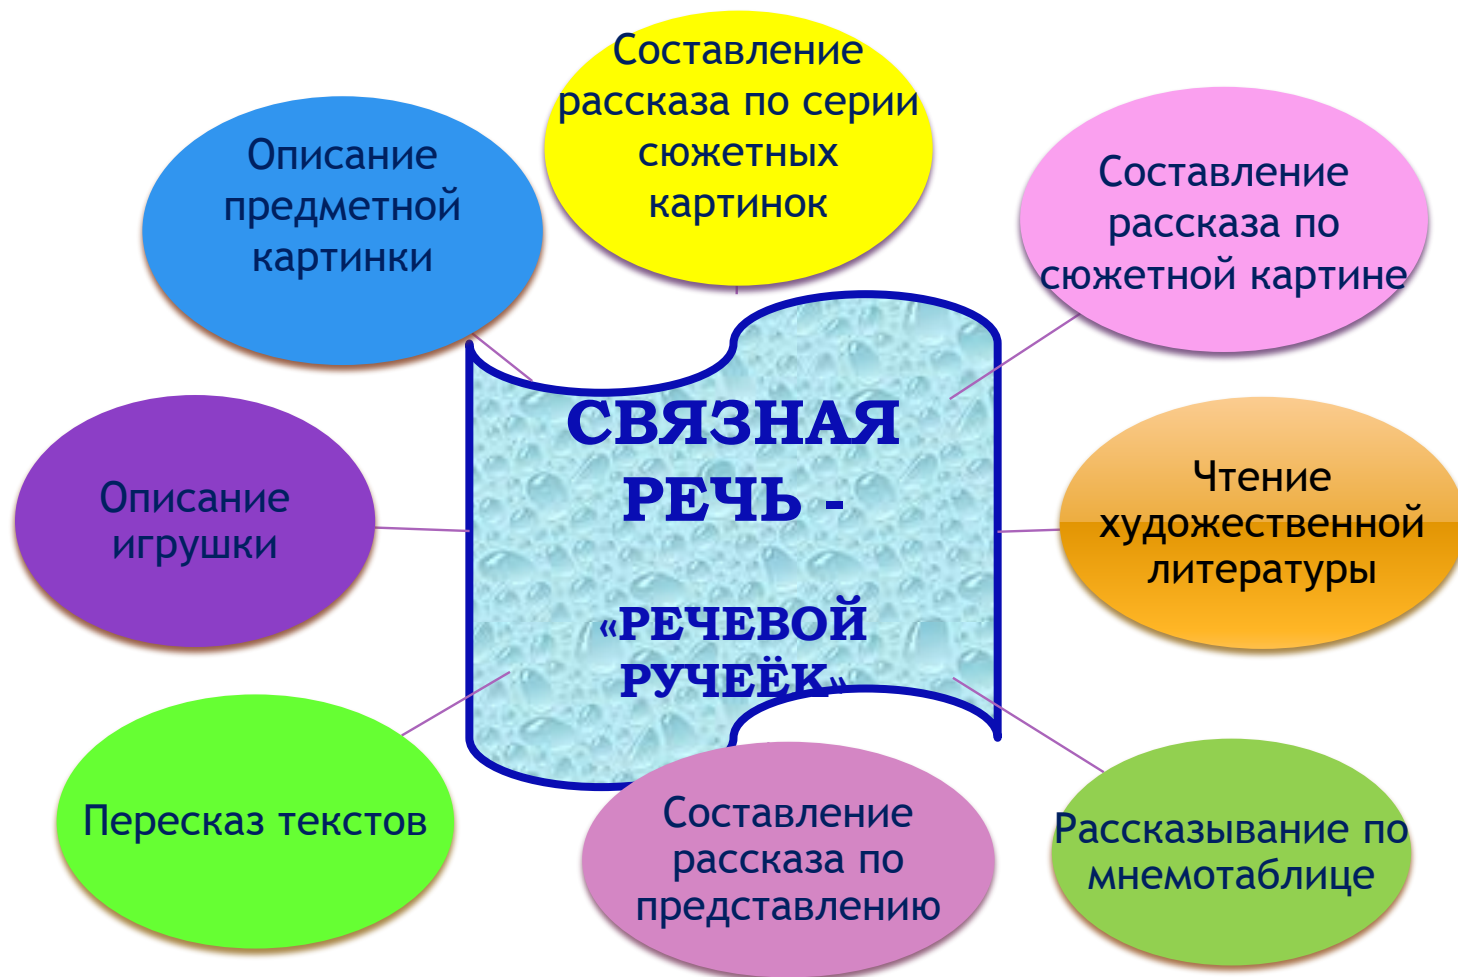 Составление
рассказа по серии
сюжетных
картинок
Описание
предметной
картинки
Составление
рассказа по
сюжетной картине
СВЯЗНАЯ
РЕЧЬ -
«РЕЧЕВОЙ
РУЧЕЁК»
Описание
игрушки
Чтение
художественной
литературы
Пересказ текстов
Составление
рассказа по
представлению
Рассказывание по
мнемотаблице